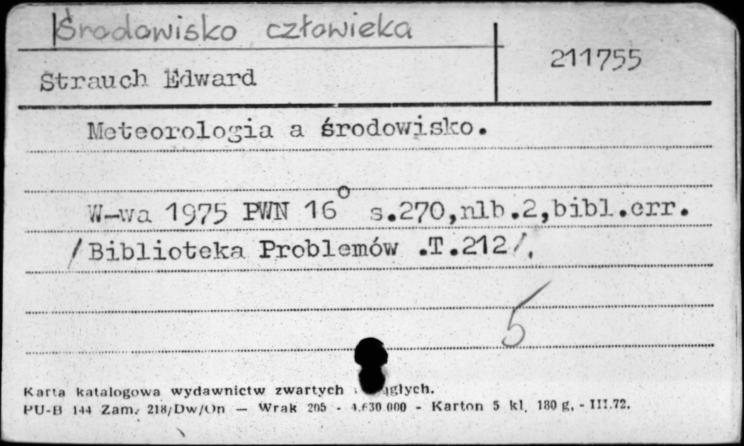 Środowisko człowieka
211755
Strauch Edward
Meteorologia a środowisko.
W-wa 1975 PWN 16° s.270,nlb.2,bibl.err.
/Biblioteka Problemów .T.212/.
5
Karta katalogowa wydawnictw zwartych
PU-B 144 Zam. 218/Dw/On — Wrak 205 - 4.630 000 - Karton 5 kl. 180 g. - III.72.